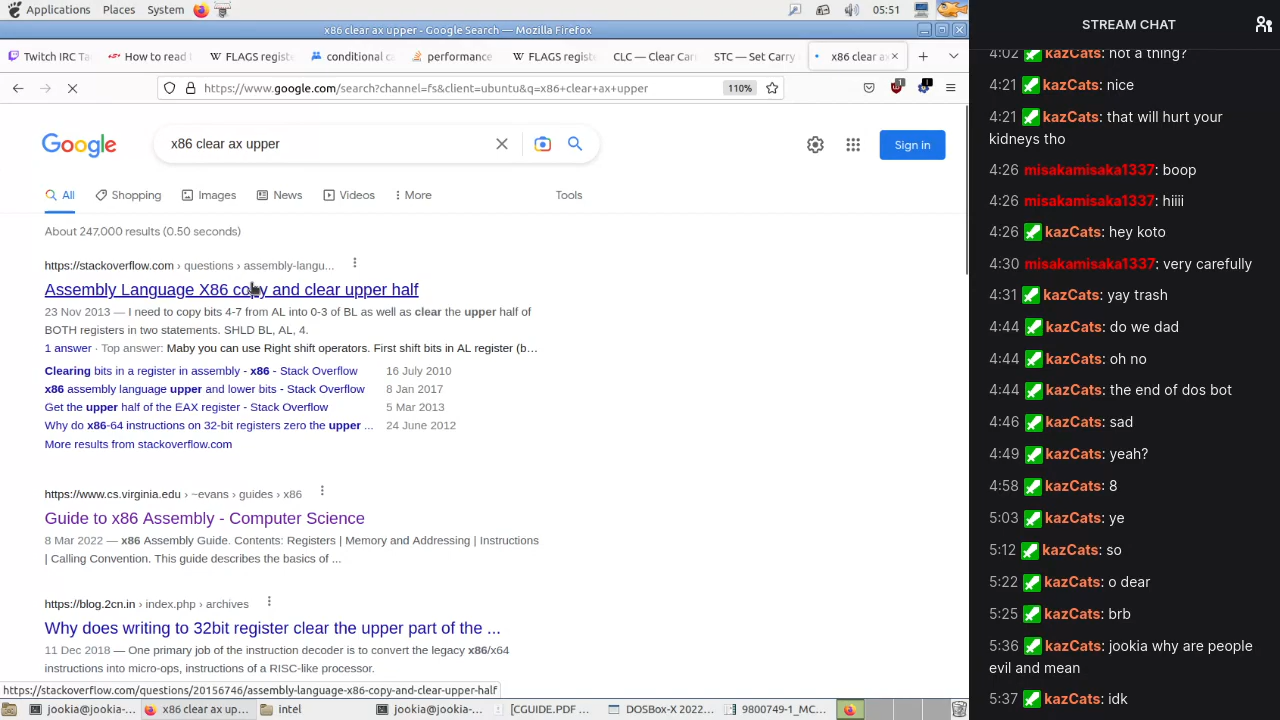 Applications Places System 05:51
x86 clear ax upper - Google Search — Mozilla Firefox
Twitch IRC Ta
How to read f
FLAGS regist
conditional ca
performance
FLAGS regist
CLC — Clear Carr
STC — Set Carry
x86 clear ax
https://www.google.com/search?channel=fs&client=ubuntu&q=x86+clear+ax+upper 110%
Google
x86 clear ax upper
Sign in
All Shopping Images News Videos More Tools
About 247,000 results (0.50 seconds)
https://stackoverflow.com › questions › assembly-langu...
Assembly Language X86 copy and clear upper half
23 Nov 2013 — I need to copy bits 4-7 from AL into 0-3 of BL as well as clear the upper half of
BOTH registers in two statements. SHLD BL, AL, 4.
1 answer · Top answer: Maby you can use Right shift operators. First shift bits in AL register (b...
Clearing bits in a register in assembly - x86 - Stack Overflow 16 July 2010
x86 assembly language upper and lower bits - Stack Overflow 8 Jan 2017
Get the upper half of the EAX register - Stack Overflow 5 Mar 2013
Why do x86-64 instructions on 32-bit registers zero the upper ... 24 June 2012
More results from stackoverflow.com
https://www.cs.virginia.edu › ~evans › guides › x86
Guide to x86 Assembly - Computer Science
8 Mar 2022 — x86 Assembly Guide. Contents: Registers | Memory and Addressing | Instructions
| Calling Convention. This guide describes the basics of ...
https://blog.2cn.in › index.php › archives
Why does writing to 32bit register clear the upper part of the ...
11 Dec 2018 — One primary job of the instruction decoder is to convert the legacy x86/x64
instructions into micro-ops, instructions of a RISC-like processor.
https://stackoverflow.com/questions/20156746/assembly-language-x86-copy-and-clear-upper-half
jookia@jookia-... x86 clear ax up... intel jookia@jookia-... [CGUIDE.PDF ... DOSBox-X 2022... 9800749-1_MC...
STREAM CHAT
4:02 kazCats: not a thing?
4:21 kazCats: nice
4:21 kazCats: that will hurt your
kidneys tho
4:26 misakamisaka1337: boop
4:26 misakamisaka1337: hiiii
4:26 kazCats: hey koto
4:30 misakamisaka1337: very carefully
4:31 kazCats: yay trash
4:44 kazCats: do we dad
4:44 kazCats: oh no
4:44 kazCats: the end of dos bot
4:46 kazCats: sad
4:49 kazCats: yeah?
4:58 kazCats: 8
5:03 kazCats: ye
5:12 kazCats: so
5:22 kazCats: o dear
5:25 kazCats: brb
5:36 kazCats: jookia why are people
evil and mean
5:37 kazCats: idk